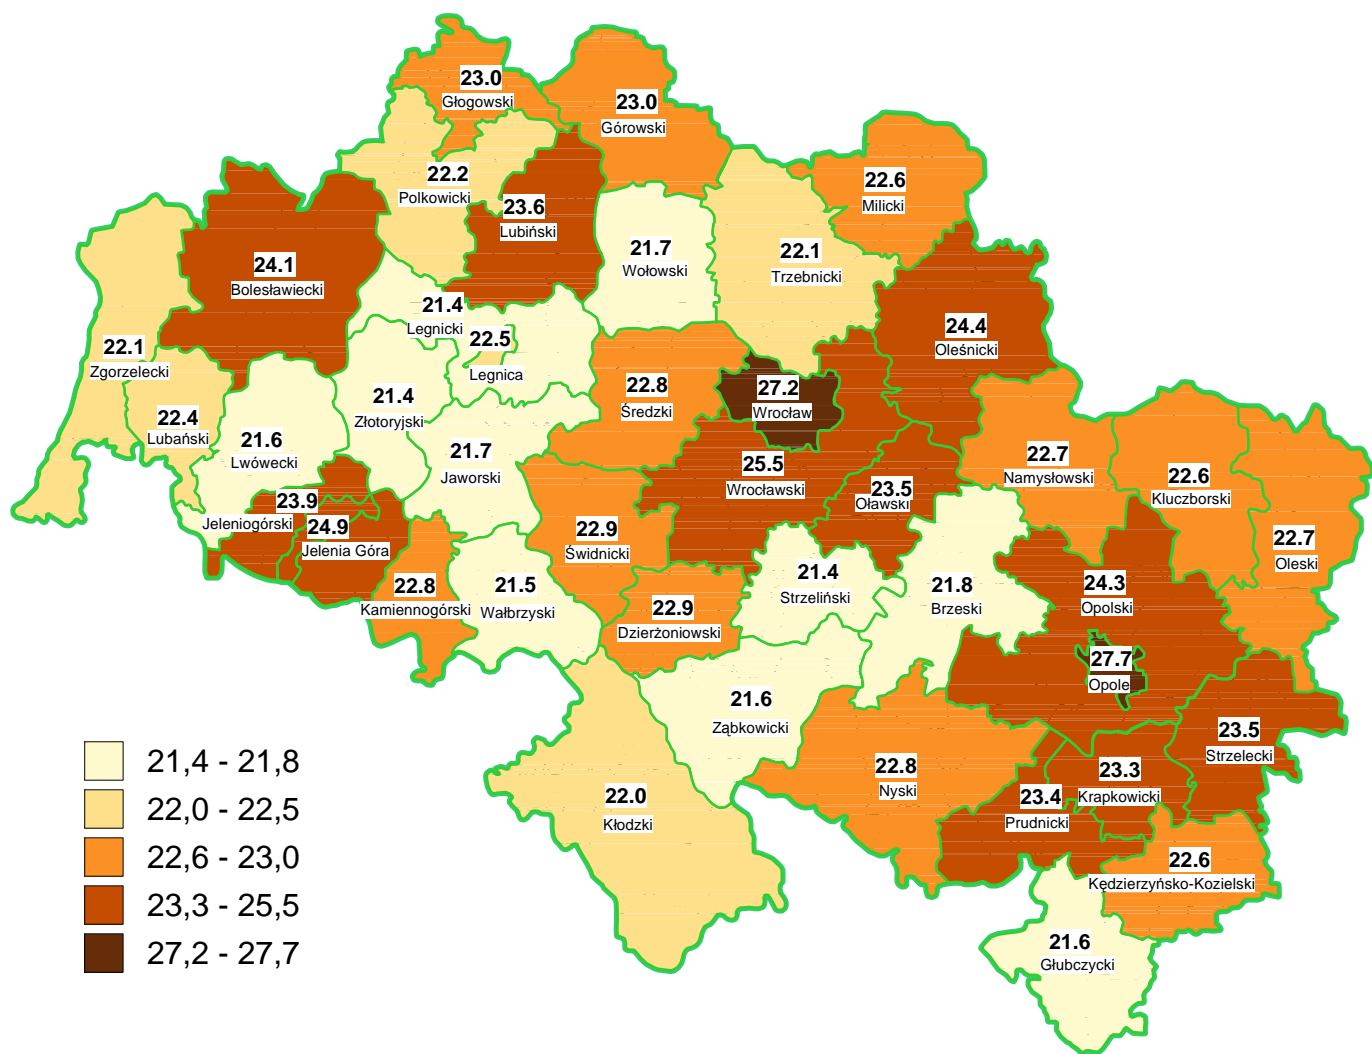 23.0
Głogowski
23.0
Górowski
22.2
Polkowicki
22.6
Milicki
23.6
Lubiński
21.7
Wołowski
22.1
Trzebnicki
24.1
Bolesławiecki
21.4
Legnicki
24.4
Oleśnicki
22.1
Zgorzelecki
22.5
Legnica
22.8
Średzki
27.2
Wrocław
22.4
Lubański
21.4
Złotoryjski
21.6
Lwówecki
21.7
Jaworski
25.5
Wrocławski
23.5
Oławski
22.7
Namysłowski
22.6
Kluczborski
22.7
Oleski
23.9
Jeleniogórski
24.9
Jelenia Góra
22.9
Świdnicki
22.8
Kamiennogórski
21.5
Wałbrzyski
22.9
Dzierżoniowski
21.4
Strzeliński
21.8
Brzeski
24.3
Opolski
27.7
Opole
21.6
Ząbkowicki
23.5
Strzelecki
22.0
Kłodzki
22.8
Nyski
23.4
Prudnicki
23.3
Krapkowicki
22.6
Kędzierzyńsko-Kozielski
21.6
Głubczycki
21,4 - 21,8
22,0 - 22,5
22,6 - 23,0
23,3 - 25,5
27,2 - 27,7